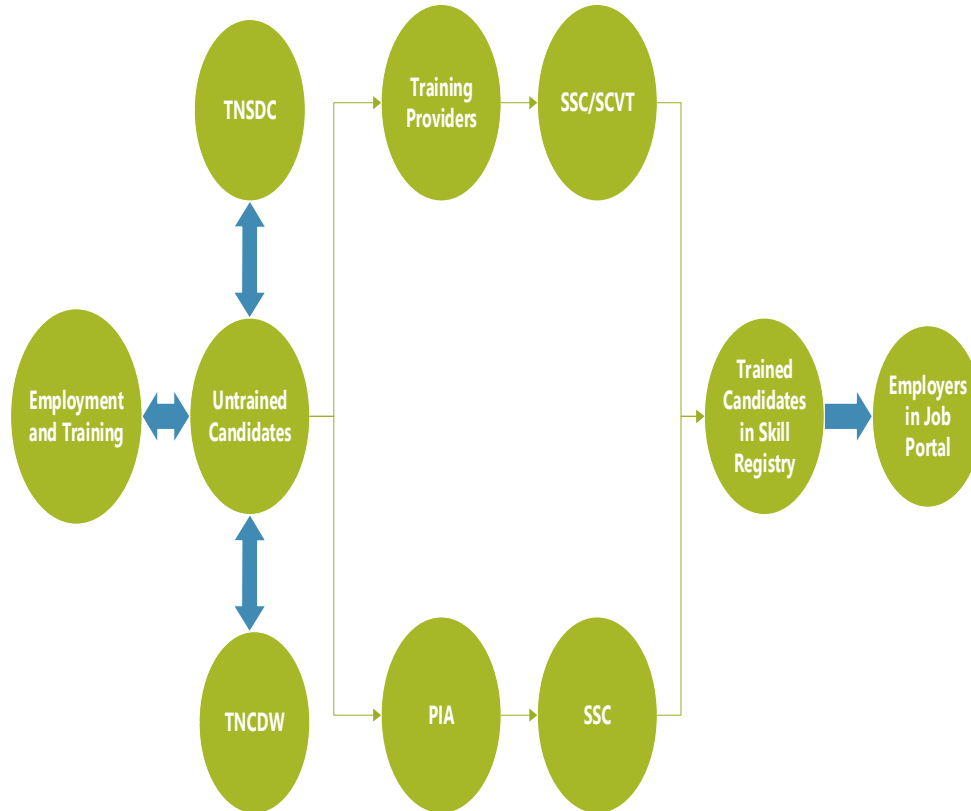 TNSDC
Training
Providers
SSC/SCVT
Employment
and Training
Untrained
Candidates
Trained
Candidates
in Skill
Registry
Employers
in Job
Portal
TNCDW
PIA
SSC